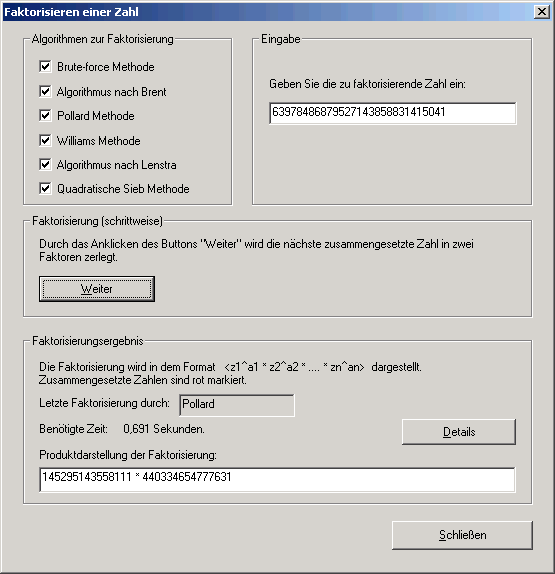 Faktorisieren einer Zahl
Algorithmen zur Faktorisierung
Brute-force Methode
Algorithmus nach Brent
Pollard Methode
Williams Methode
Algorithmus nach Lenstra
Quadratische Sieb Methode
Eingabe
Geben Sie die zu faktorisierende Zahl ein:
63978486879527143858831415041
Faktorisierung (schrittweise)
Durch das Anklicken des Buttons "Weiter" wird die nächste zusammengesetzte Zahl in zwei
Faktoren zerlegt.
Weiter
Faktorisierungsergebnis
Die Faktorisierung wird in dem Format <z1^a1 * z2^a2 * .... * zn^an> dargestellt.
Zusammengesetzte Zahlen sind rot markiert.
Letzte Faktorisierung durch: Pollard
Benötigte Zeit: 0,691 Sekunden.
Details
Produktdarstellung der Faktorisierung:
145295143558111 * 440334654777631
Schließen